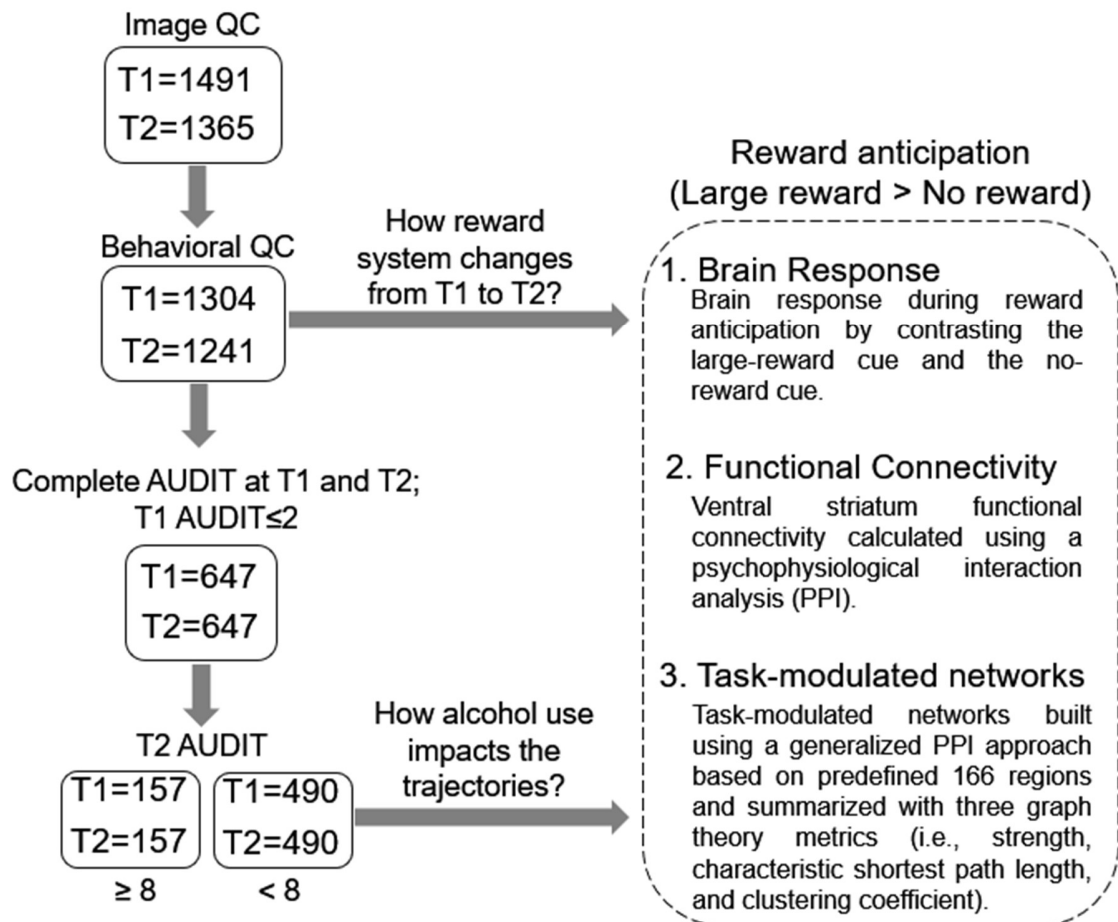 Image QC
T1=1491
T2=1365
Behavioral QC
T1=1304
T2=1241
How reward
system changes
from T1 to T2?
Complete AUDIT at T1 and T2;
T1 AUDIT≤2
T1=647
T2=647
T2 AUDIT
T1=157
T2=157
≥ 8
T1=490
T2=490
< 8
How alcohol use
impacts the
trajectories?
Reward anticipation
(Large reward > No reward)
1. Brain Response
Brain response during reward
anticipation by contrasting the
large-reward cue and the no-
reward cue.
2. Functional Connectivity
Ventral striatum functional
connectivity calculated using a
psychophysiological interaction
analysis (PPI).
3. Task-modulated networks
Task-modulated networks built
using a generalized PPI approach
based on predefined 166 regions
and summarized with three graph
theory metrics (i.e., strength,
characteristic shortest path length,
and clustering coefficient).